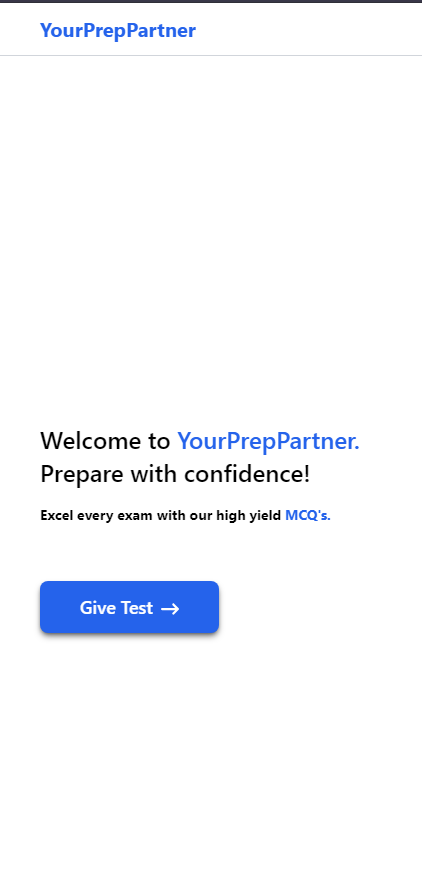 YourPrepPartner
Welcome to YourPrepPartner.
Prepare with confidence!
Excel every exam with our high yield MCQ's.
Give Test →